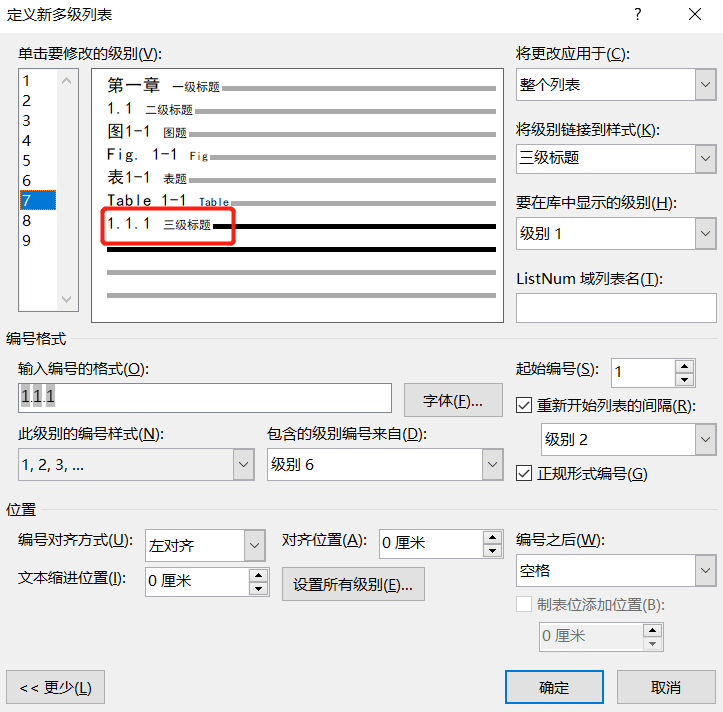 定义新多级列表
单击要修改的级别(V):
1
2
3
4
5
6
7
8
9
第一章 一级标题
1.1 二级标题
图1-1 图题
Fig. 1-1 Fig
表1-1 表题
Table 1-1 Table
1.1.1 三级标题
将更改应用于(C):
整个列表
将级别链接到样式(K):
三级标题
要在库中显示的级别(H):
级别 1
ListNum 域列表名(T):
编号格式
输入编号的格式(O):
1.1.1
字体(F)...
起始编号(S): 1
重新开始列表的间隔(R):
级别 2
此级别的编号样式(N):
1, 2, 3, ...
包含的级别编号来自(D):
级别 6
正规形式编号(G)
位置
编号对齐方式(U): 左对齐
对齐位置(A): 0 厘米
文本缩进位置(I): 0 厘米
设置所有级别(E)...
编号之后(W):
空格
制表位添加位置(B):
0 厘米
<< 更少(L)
确定
取消